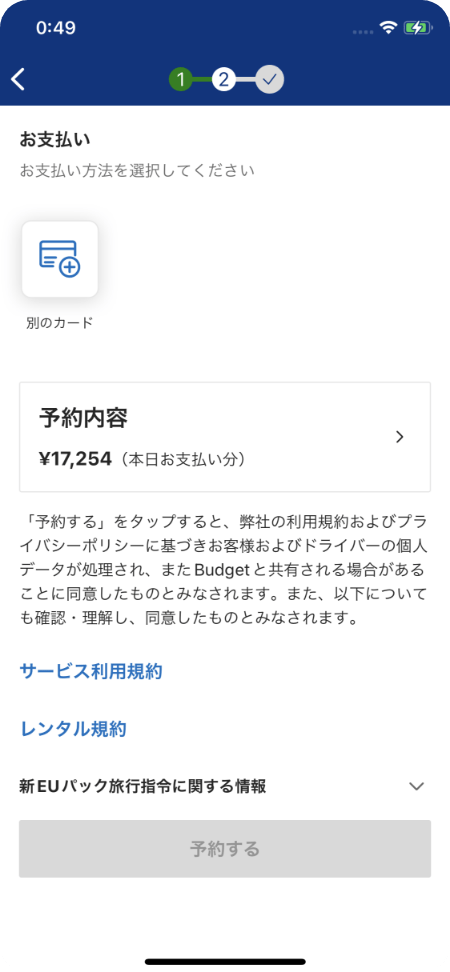 0:49
1
2
お支払い
お支払い方法を選択してください
別のカード
予約内容
¥17,254（本日お支払い分）
「予約する」をタップすると、弊社の利用規約およびプラ
イバシーポリシーに基づきお客様およびドライバーの個人
データが処理され、またBudgetと共有される場合がある
ことに同意したものとみなされます。また、以下について
も確認・理解し、同意したものとみなされます。
サービス利用規約
レンタル規約
新EUパック旅行指令に関する情報
予約する